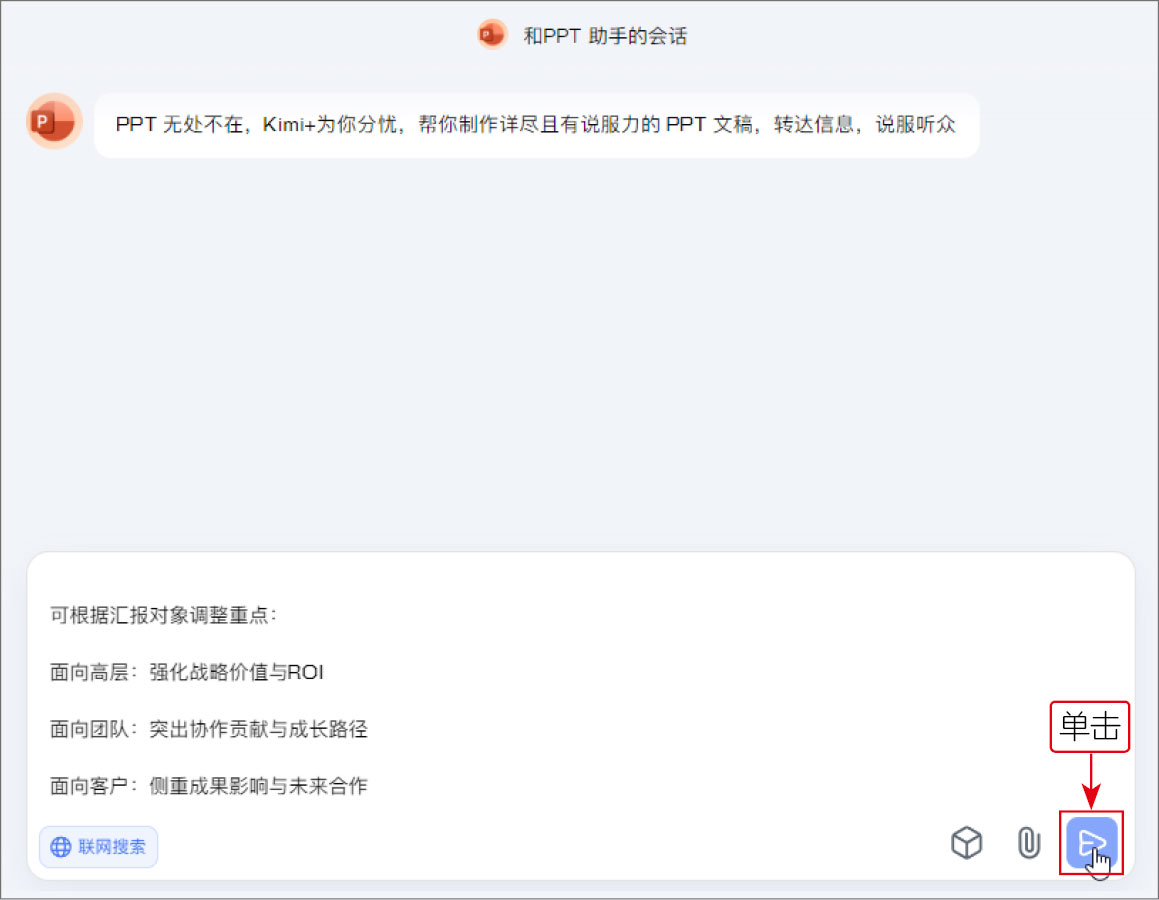 和PPT 助手的会话
P
PPT 无处不在，Kimi+为你分忧，帮你制作详尽且有说服力的 PPT 文稿，转达信息，说服听众
可根据汇报对象调整重点：
面向高层：强化战略价值与ROI
面向团队：突出协作贡献与成长路径
面向客户：侧重成果影响与未来合作
单击
联网搜索